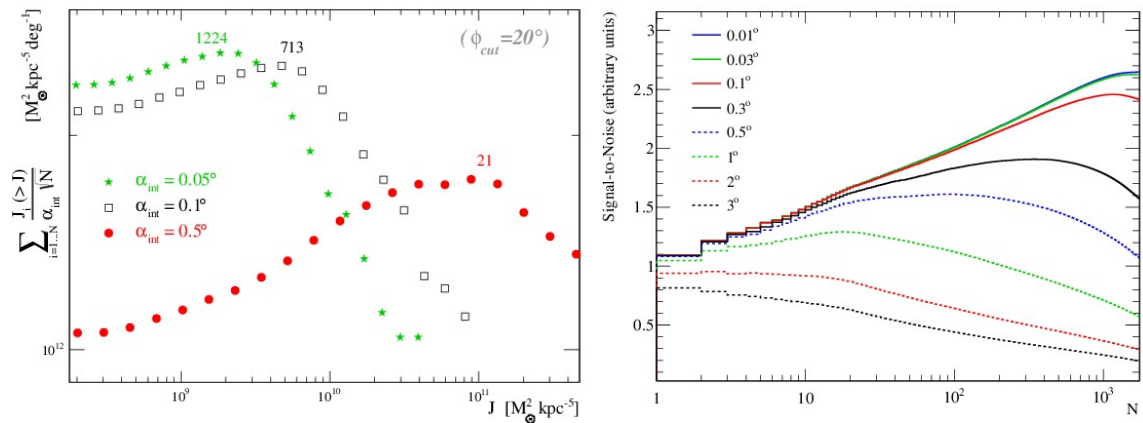 1224
713
(ϕcut=20°)
[M²⊙ kpc⁻⁵ deg⁻¹]
∑ i=1..N Jᵢ (> J) / αint √N
21
αint = 0.05°
αint = 0.1°
αint = 0.5°
10¹²
10⁹
10¹⁰
10¹¹
J [M²⊙ kpc⁻⁵]
Signal-to-Noise (arbitrary units)
3
2.5
2
1.5
1
0.5
0.01°
0.03°
0.1°
0.3°
0.5°
1°
2°
3°
1
10
10²
10³
N